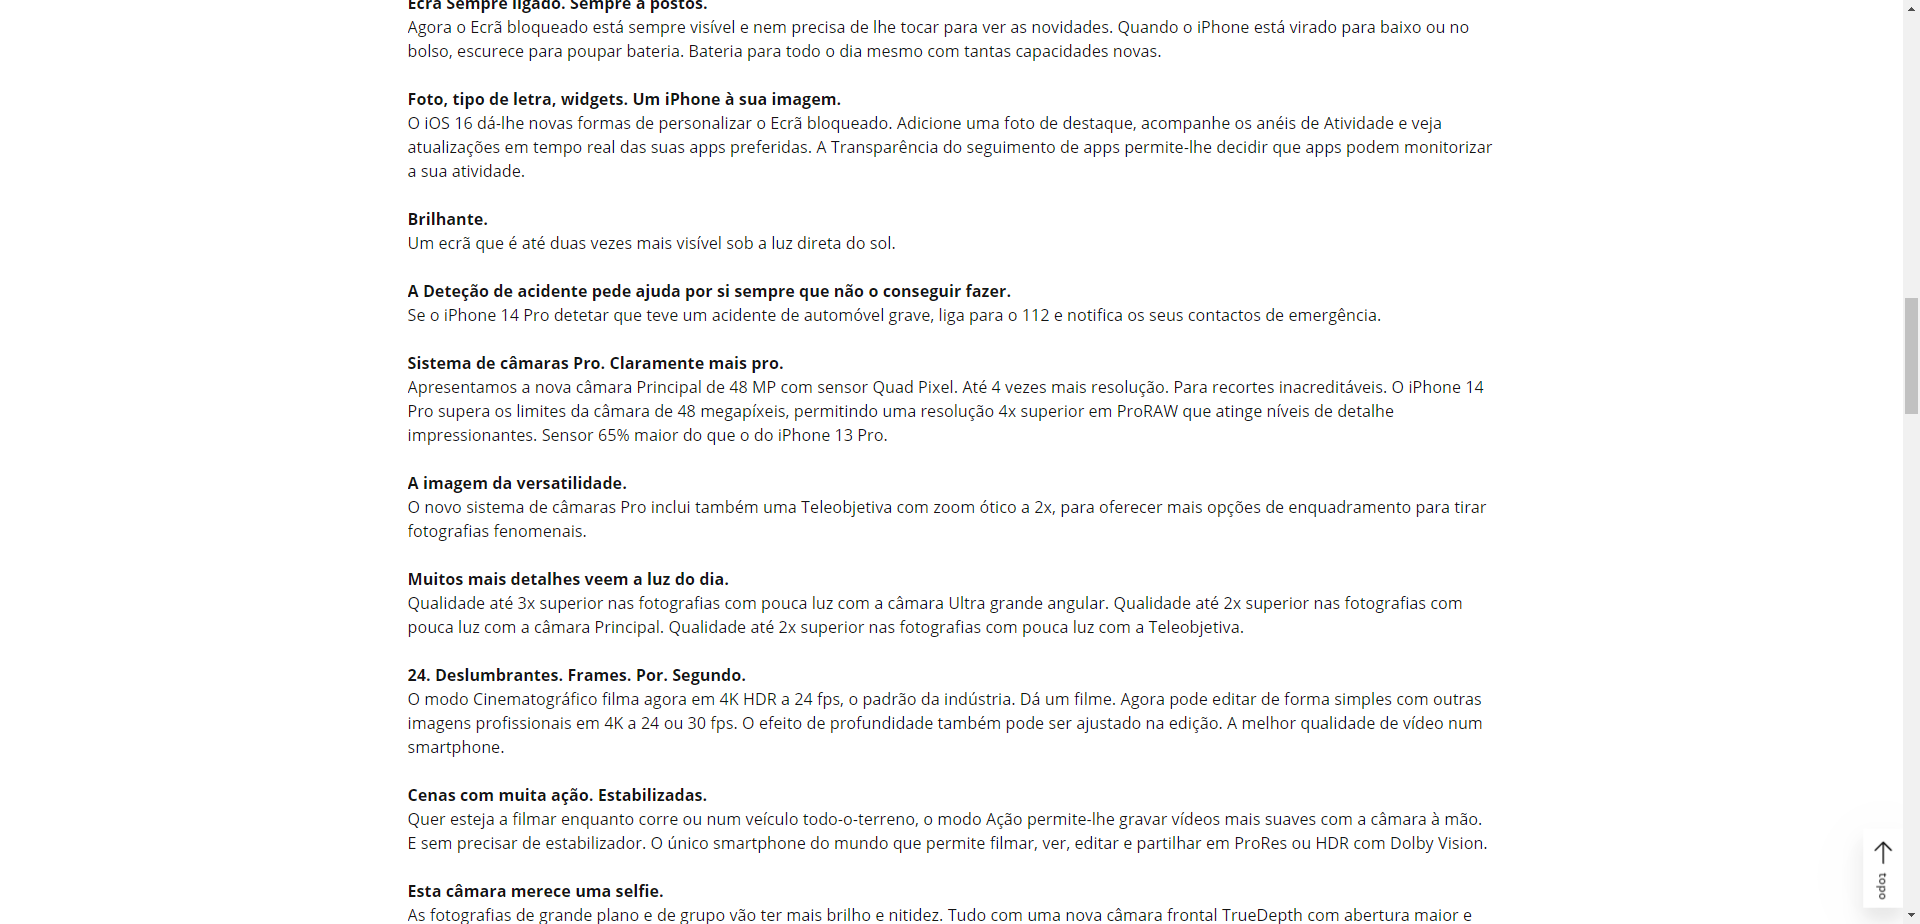 Ecrã Sempre ligado. Sempre a postos.
Agora o Ecrã bloqueado está sempre visível e nem precisa de lhe tocar para ver as novidades. Quando o iPhone está virado para baixo ou no
bolso, escurece para poupar bateria. Bateria para todo o dia mesmo com tantas capacidades novas.
Foto, tipo de letra, widgets. Um iPhone à sua imagem.
O iOS 16 dá-lhe novas formas de personalizar o Ecrã bloqueado. Adicione uma foto de destaque, acompanhe os anéis de Atividade e veja
atualizações em tempo real das suas apps preferidas. A Transparência do seguimento de apps permite-lhe decidir que apps podem monitorizar
a sua atividade.
Brilhante.
Um ecrã que é até duas vezes mais visível sob a luz direta do sol.
A Deteção de acidente pede ajuda por si sempre que não o conseguir fazer.
Se o iPhone 14 Pro detetar que teve um acidente de automóvel grave, liga para o 112 e notifica os seus contactos de emergência.
Sistema de câmaras Pro. Claramente mais pro.
Apresentamos a nova câmara Principal de 48 MP com sensor Quad Pixel. Até 4 vezes mais resolução. Para recortes inacreditáveis. O iPhone 14
Pro supera os limites da câmara de 48 megapíxeis, permitindo uma resolução 4x superior em ProRAW que atinge níveis de detalhe
impressionantes. Sensor 65% maior do que o do iPhone 13 Pro.
A imagem da versatilidade.
O novo sistema de câmaras Pro inclui também uma Teleobjetiva com zoom ótico a 2x, para oferecer mais opções de enquadramento para tirar
fotografias fenomenais.
Muitos mais detalhes veem a luz do dia.
Qualidade até 3x superior nas fotografias com pouca luz com a câmara Ultra grande angular. Qualidade até 2x superior nas fotografias com
pouca luz com a câmara Principal. Qualidade até 2x superior nas fotografias com pouca luz com a Teleobjetiva.
24. Deslumbrantes. Frames. Por. Segundo.
O modo Cinematográfico filma agora em 4K HDR a 24 fps, o padrão da indústria. Dá um filme. Agora pode editar de forma simples com outras
imagens profissionais em 4K a 24 ou 30 fps. O efeito de profundidade também pode ser ajustado na edição. A melhor qualidade de vídeo num
smartphone.
Cenas com muita ação. Estabilizadas.
Quer esteja a filmar enquanto corre ou num veículo todo-o-terreno, o modo Ação permite-lhe gravar vídeos mais suaves com a câmara à mão.
E sem precisar de estabilizador. O único smartphone do mundo que permite filmar, ver, editar e partilhar em ProRes ou HDR com Dolby Vision.
Esta câmara merece uma selfie.
As fotografias de grande plano e de grupo vão ter mais brilho e nitidez. Tudo com uma nova câmara frontal TrueDepth com abertura maior e
topo